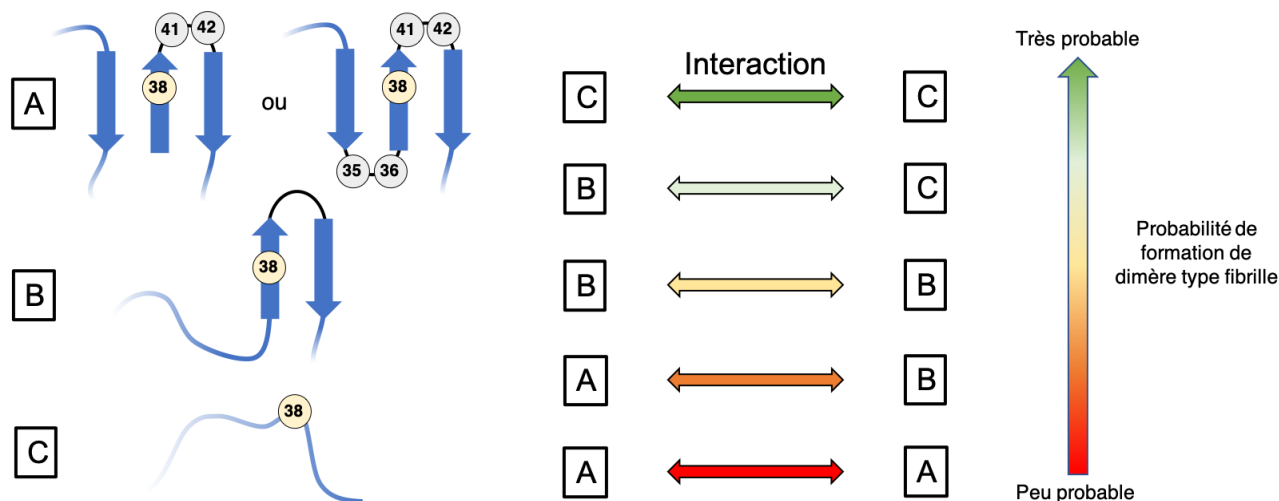 41 42
41 42
A
38
ou
38
35 36
B
38
C
38
Interaction
C C
B C
B B
A B
A A
Très probable
Probabilité de
formation de
dimère type fibrille
Peu probable